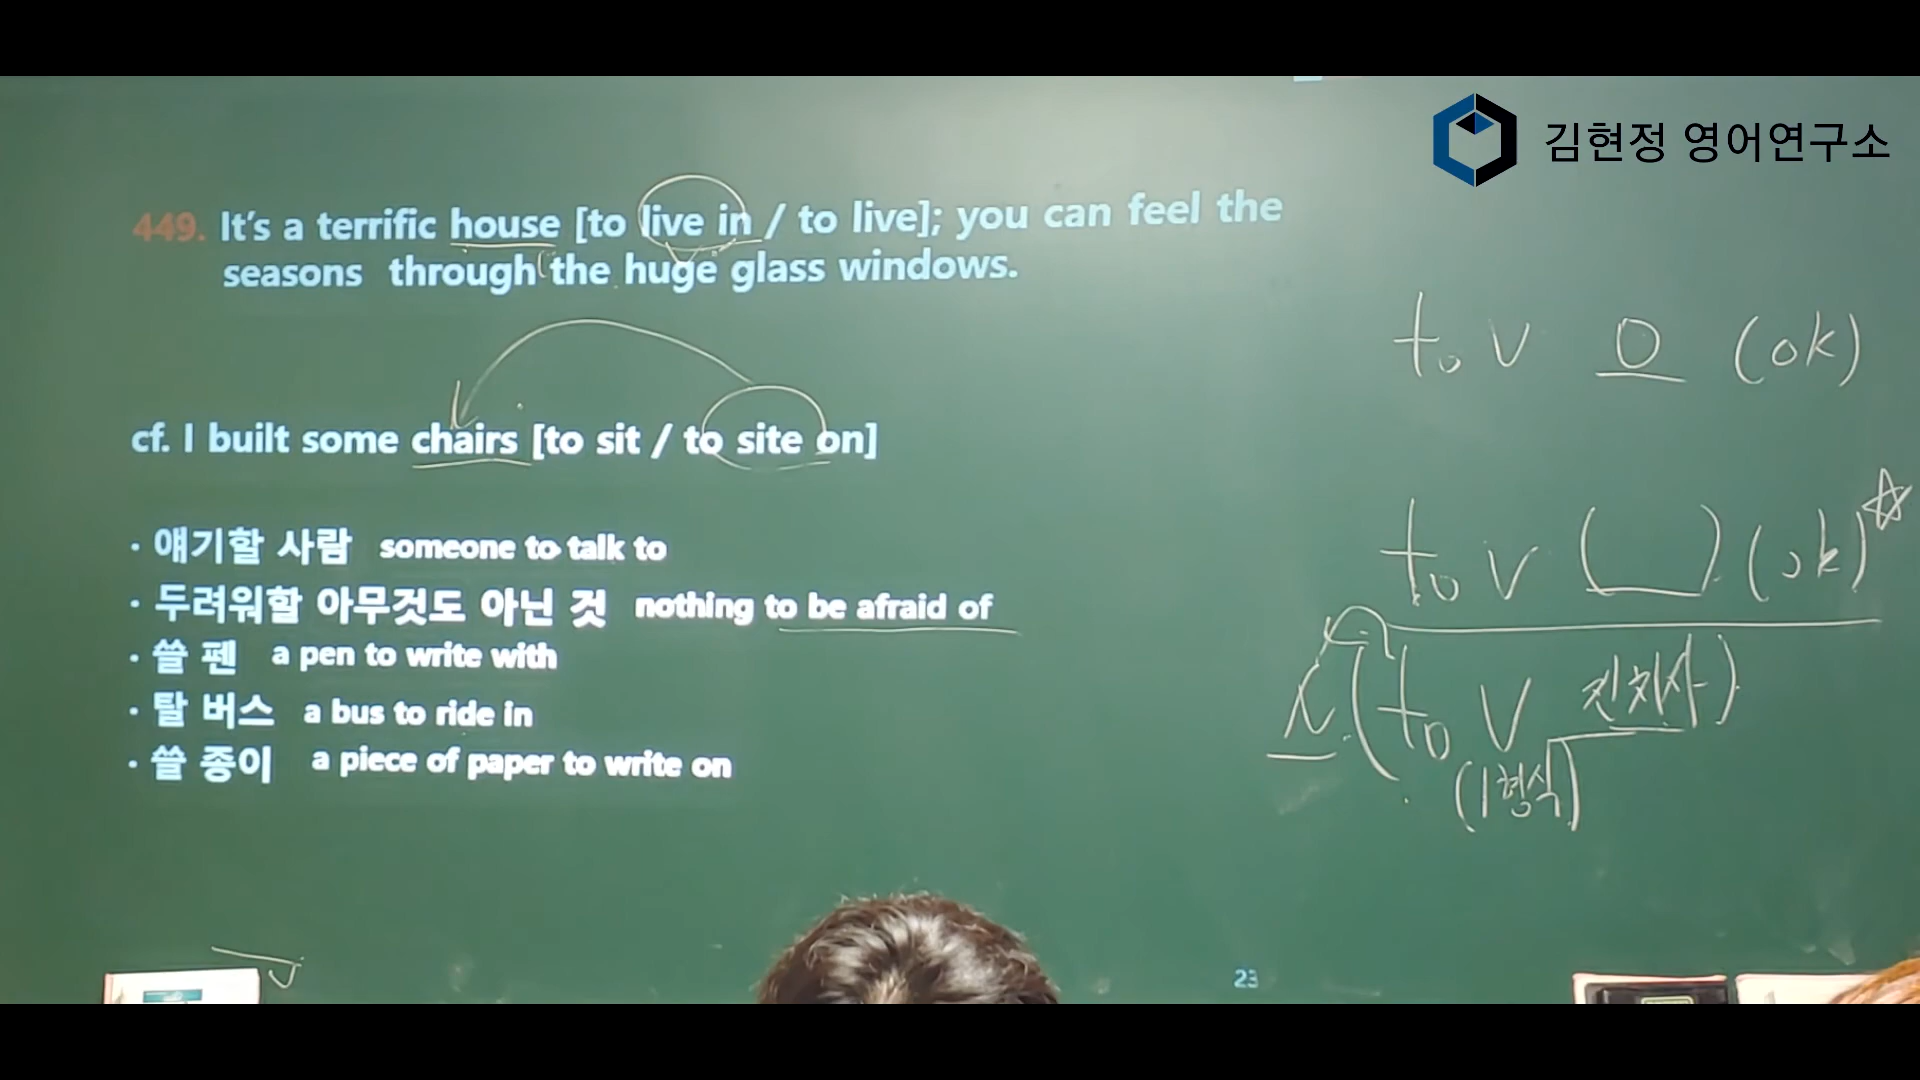 김현정 영어연구소
449. It's a terrific house [to live in / to live]; you can feel the
seasons through the huge glass windows.
cf. I built some chairs [to sit / to site on]
· 얘기할 사람 someone to talk to
· 두려워할 아무것도 아닌 것 nothing to be afraid of
· 쓸 펜 a pen to write with
· 탈 버스 a bus to ride in
· 쓸 종이 a piece of paper to write on
to V O (ok)
to V ( ) (ok) ☆
(to V 전치사)
(1형식)
23